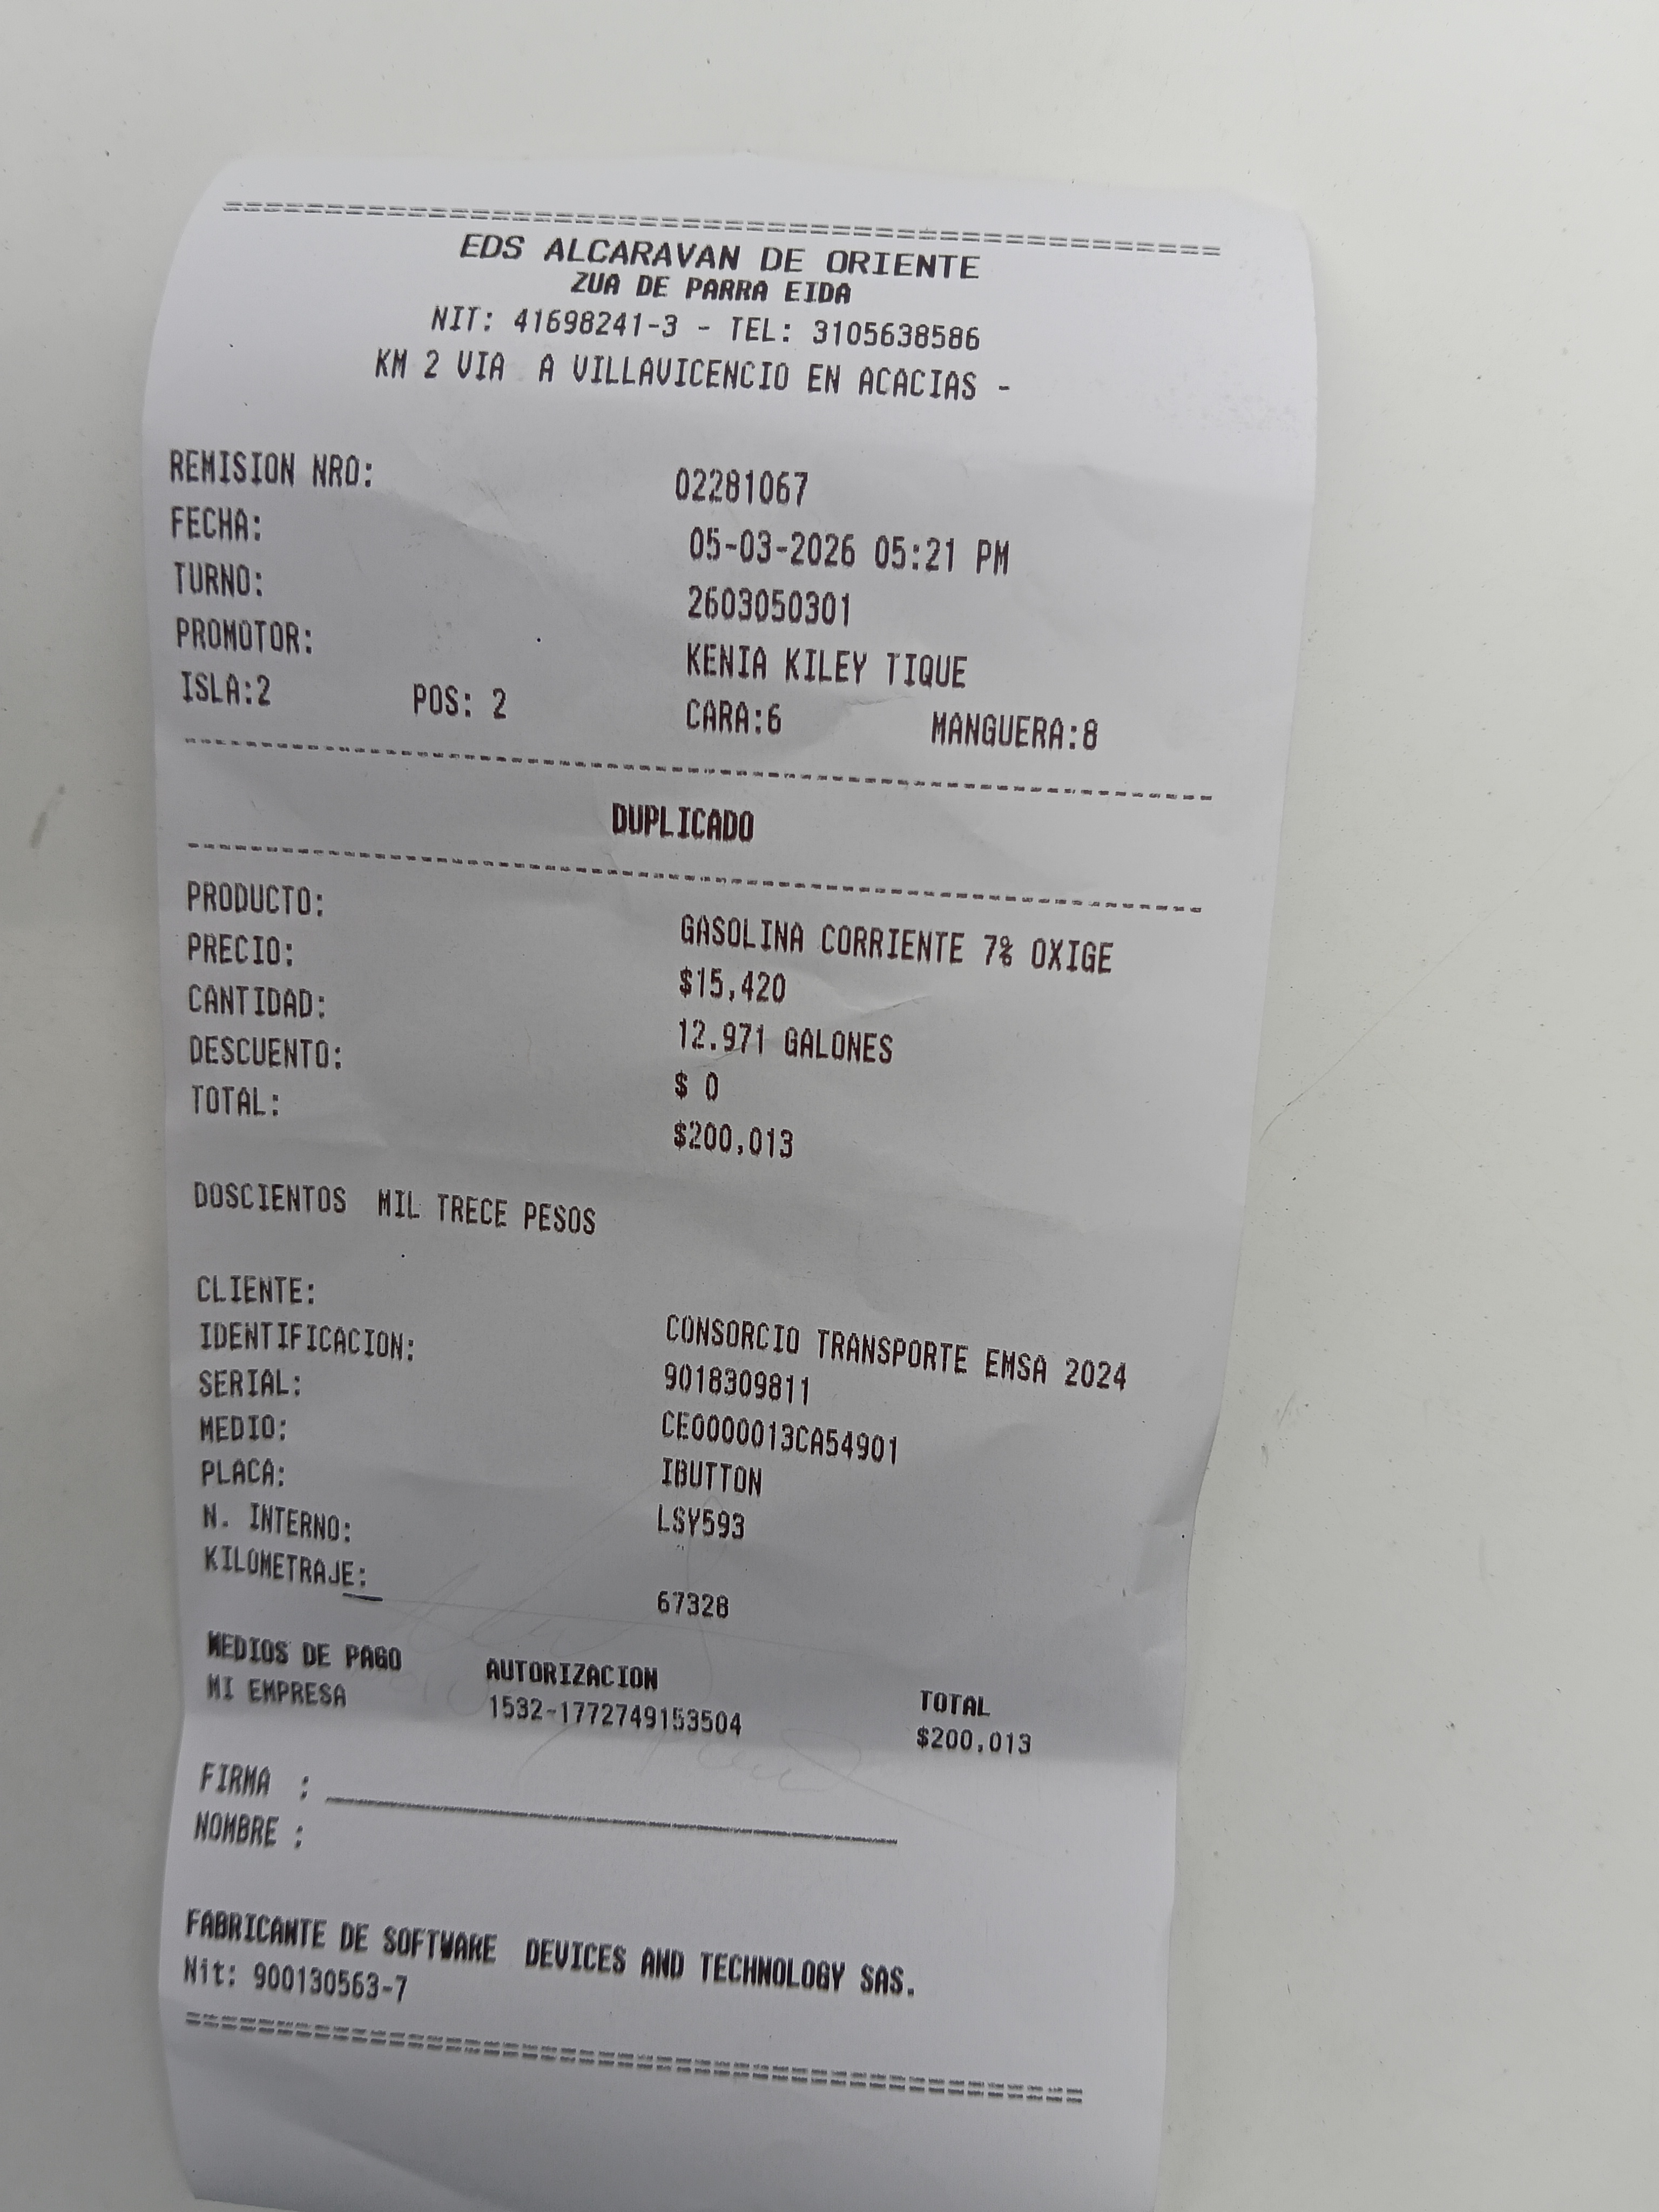 ========================================
EDS ALCARAVAN DE ORIENTE
ZUA DE PARRA EIDA
NIT: 41698241-3 - TEL: 3105638586
KM 2 VIA A VILLAVICENCIO EN ACACIAS -
REMISION NRO: 02281067
FECHA: 05-03-2026 05:21 PM
TURNO: 2603050301
PROMOTOR: KENIA KILEY TIQUE
ISLA:2 POS: 2 CARA:6 MANGUERA:8
DUPLICADO
PRODUCTO: GASOLINA CORRIENTE 7% OXIGE
PRECIO: $15,420
CANTIDAD: 12.971 GALONES
DESCUENTO: $ 0
TOTAL: $200,013
DOSCIENTOS MIL TRECE PESOS
CLIENTE: CONSORCIO TRANSPORTE EMSA 2024
IDENTIFICACION: 9018309811
SERIAL: CE0000013CA54901
MEDIO: IBUTTON
PLACA: LSY593
N. INTERNO:
KILOMETRAJE: 67328
MEDIOS DE PAGO AUTORIZACION TOTAL
MI EMPRESA 1532-1772749153504 $200,013
FIRMA :
NOMBRE :
FABRICANTE DE SOFTWARE DEVICES AND TECHNOLOGY SAS.
Nit: 900130563-7
========================================